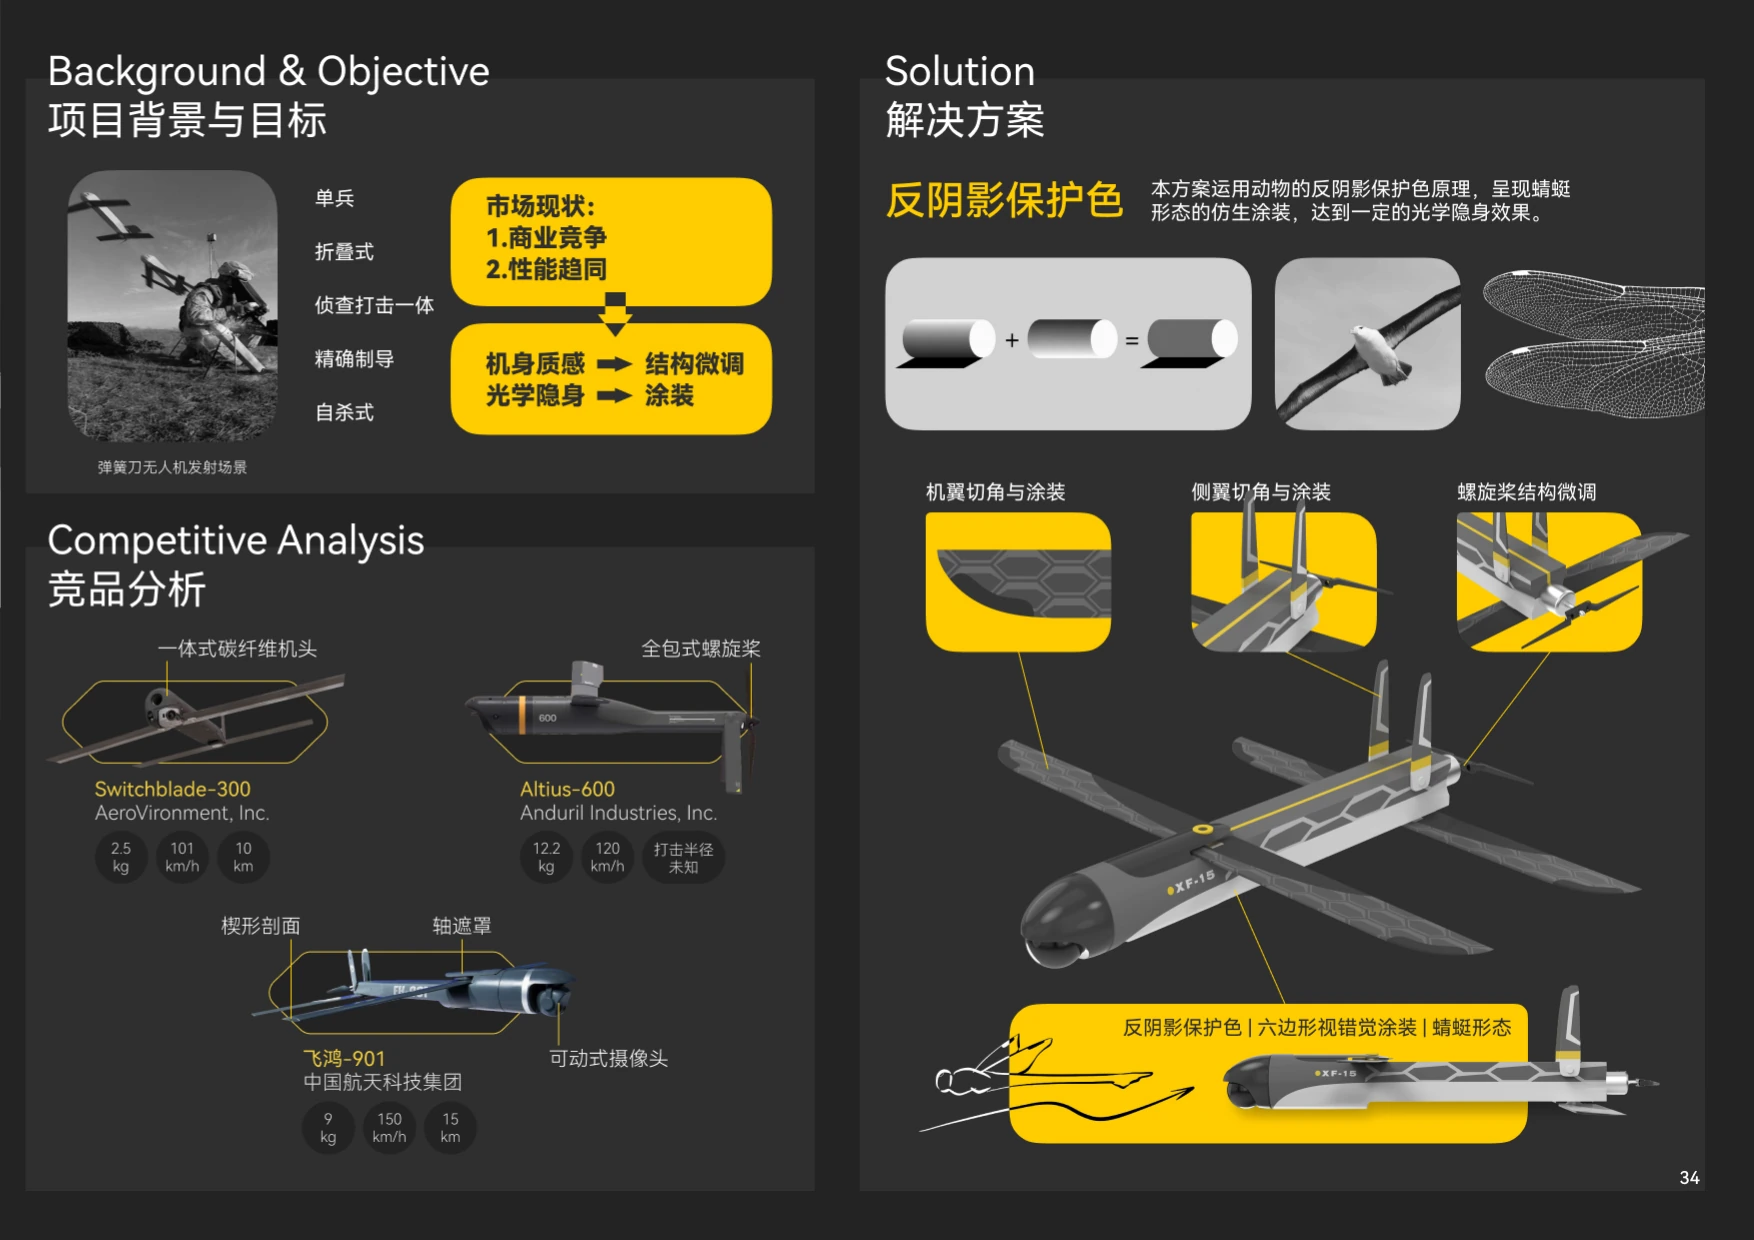 Background & Objective
项目背景与目标
单兵
折叠式
侦查打击一体
精确制导
自杀式
弹簧刀无人机发射场景
市场现状：
1.商业竞争
2.性能趋同
机身质感 结构微调
光学隐身 涂装
Competitive Analysis
竞品分析
一体式碳纤维机头
Switchblade-300
AeroVironment, Inc.
2.5
kg
101
km/h
10
km
全包式螺旋桨
600
Altius-600
Anduril Industries, Inc.
12.2
kg
120
km/h
打击半径
未知
楔形剖面
轴遮罩
可动式摄像头
飞鸿-901
中国航天科技集团
9
kg
150
km/h
15
km
Solution
解决方案
反阴影保护色
本方案运用动物的反阴影保护色原理，呈现蜻蜓
形态的仿生涂装，达到一定的光学隐身效果。
+ =
机翼切角与涂装
侧翼切角与涂装
螺旋桨结构微调
XF-15
反阴影保护色 | 六边形视错觉涂装 | 蜻蜓形态
XF-15
34